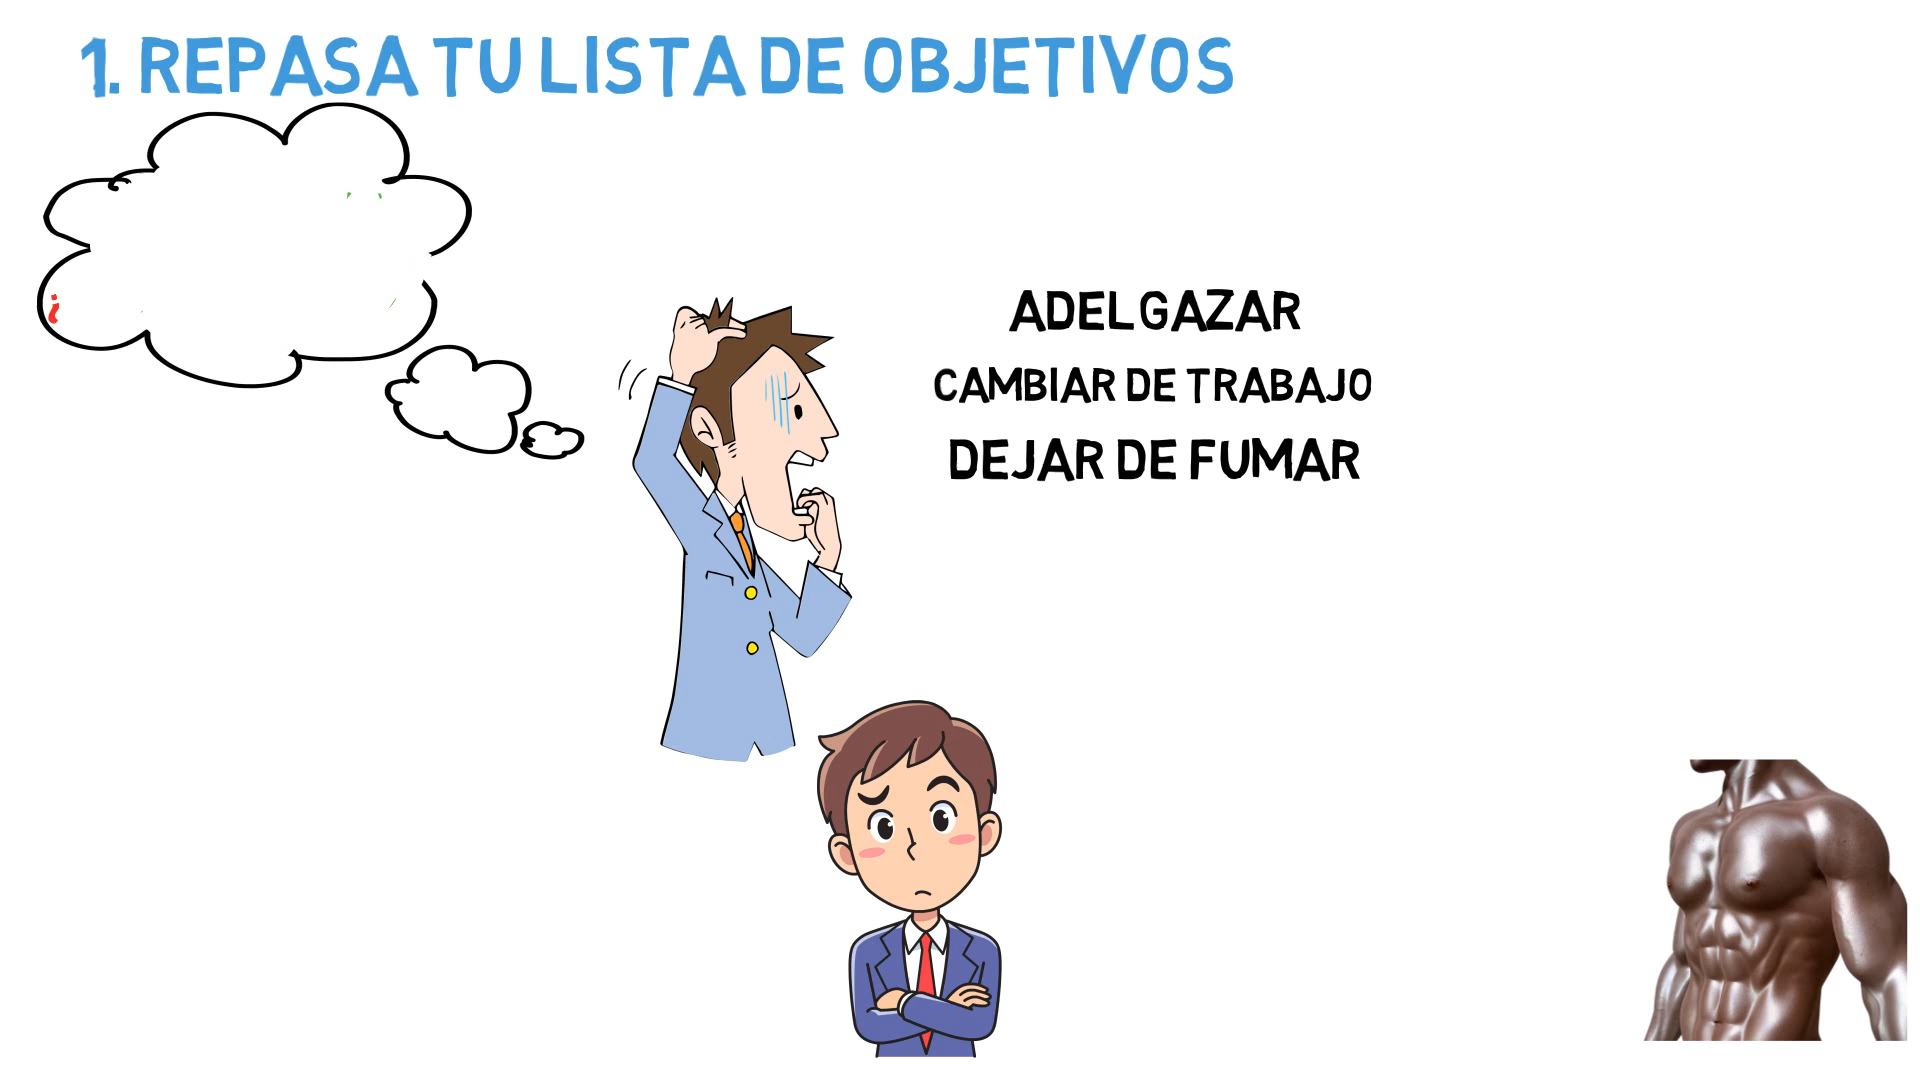 1. REPASA TU LISTA DE OBJETIVOS
¿
ADELGAZAR
CAMBIAR DE TRABAJO
DEJAR DE FUMAR